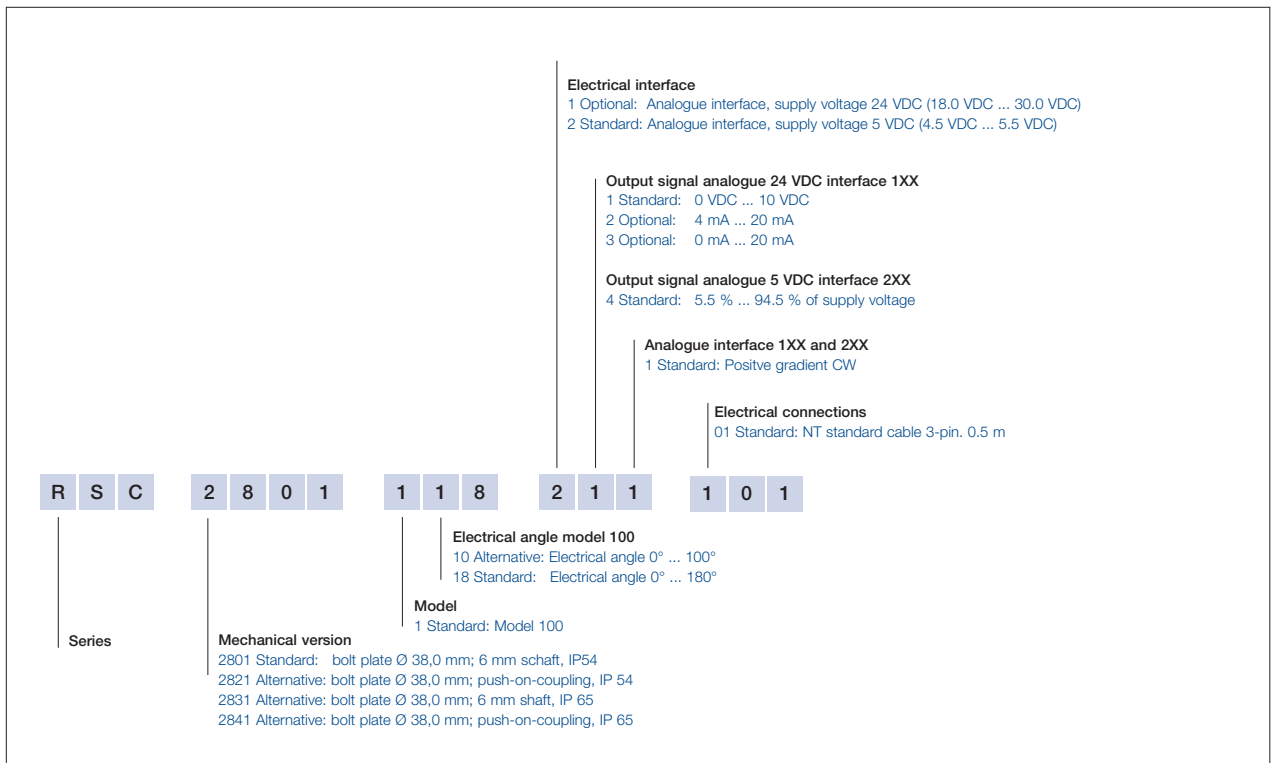 Electrical interface
1 Optional: Analogue interface, supply voltage 24 VDC (18.0 VDC ... 30.0 VDC)
2 Standard: Analogue interface, supply voltage 5 VDC (4.5 VDC ... 5.5 VDC)
Output signal analogue 24 VDC interface 1XX
1 Standard: 0 VDC ... 10 VDC
2 Optional: 4 mA ... 20 mA
3 Optional: 0 mA ... 20 mA
Output signal analogue 5 VDC interface 2XX
4 Standard: 5.5 % ... 94.5 % of supply voltage
Analogue interface 1XX and 2XX
1 Standard: Positve gradient CW
Electrical connections
01 Standard: NT standard cable 3-pin. 0.5 m
R S C 2 8 0 1 1 1 8 2 1 1 1 0 1
Electrical angle model 100
10 Alternative: Electrical angle 0° ... 100°
18 Standard: Electrical angle 0° ... 180°
Model
1 Standard: Model 100
Series
Mechanical version
2801 Standard: bolt plate Ø 38,0 mm; 6 mm schaft, IP54
2821 Alternative: bolt plate Ø 38,0 mm; push-on-coupling, IP 54
2831 Alternative: bolt plate Ø 38,0 mm; 6 mm shaft, IP 65
2841 Alternative: bolt plate Ø 38,0 mm; push-on-coupling, IP 65